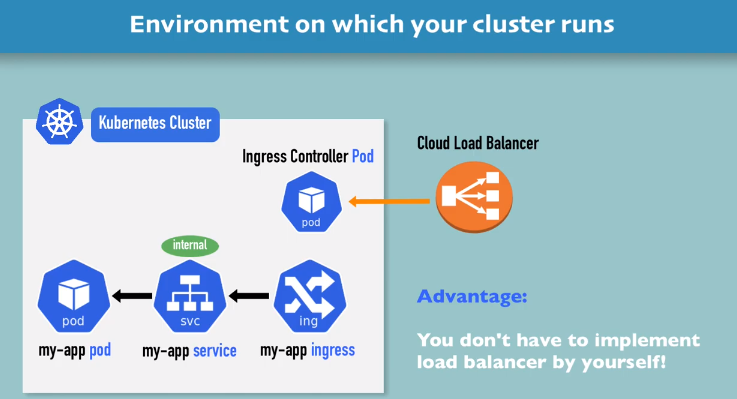 Environment on which your cluster runs
Kubernetes Cluster
Ingress Controller Pod
pod
Cloud Load Balancer
internal
pod
svc
ing
my-app pod
my-app service
my-app ingress
Advantage:
You don't have to implement
load balancer by yourself!